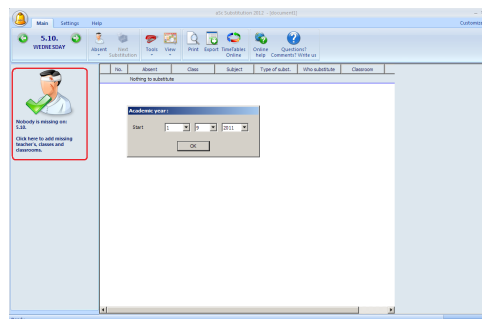 aSc Substitution 2012 - [document1]
Main Settings Help
Customize
5.10.
WEDNESDAY
Absent Next Substitution Tools View Print Export TimeTables Online Online help Questions? Comments? Write us
No. Absent Class Subject Type of subst. Who substitute Classroom
Nothing to substitute
Nobody is missing on:
5.10.
Click here to add missing
teacher's, classes and
classrooms.
Academic year:
Start 1 9 2011
OK